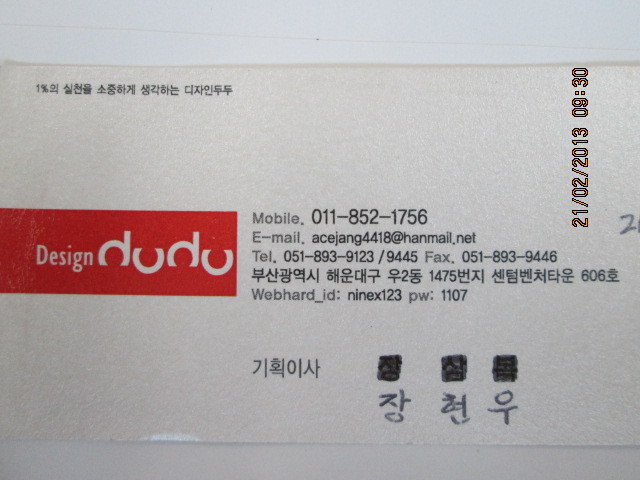 1%의 실천을 소중하게 생각하는 디자인두두
21/02/2013 09:30
Design dudu
Mobile. 011-852-1756
E-mail. acejang4418@hanmail.net
Tel. 051-893-9123 / 9445 Fax. 051-893-9446
부산광역시 해운대구 우2동 1475번지 센텀벤처타운 606호
Webhard_id: ninex123 pw: 1107
기획이사
장 현 우